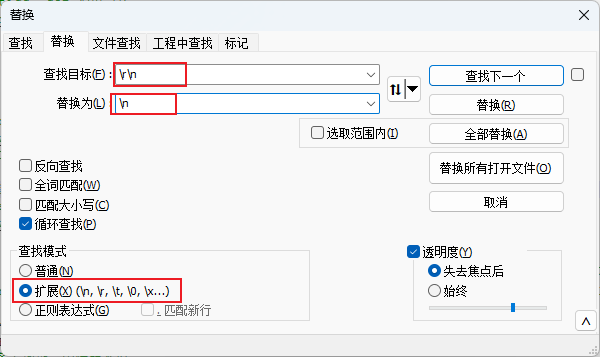 替换
查找 替换 文件查找 工程中查找 标记
查找目标(F) : \r\n
查找下一个
替换为(L) : \n
替换(R)
选取范围内(I)
全部替换(A)
替换所有打开文件(O)
取消
反向查找
全词匹配(W)
匹配大小写(C)
循环查找(P)
查找模式
普通(N)
扩展(X) (\n, \r, \t, \0, \x...)
正则表达式(G)
. 匹配新行
透明度(Y)
失去焦点后
始终